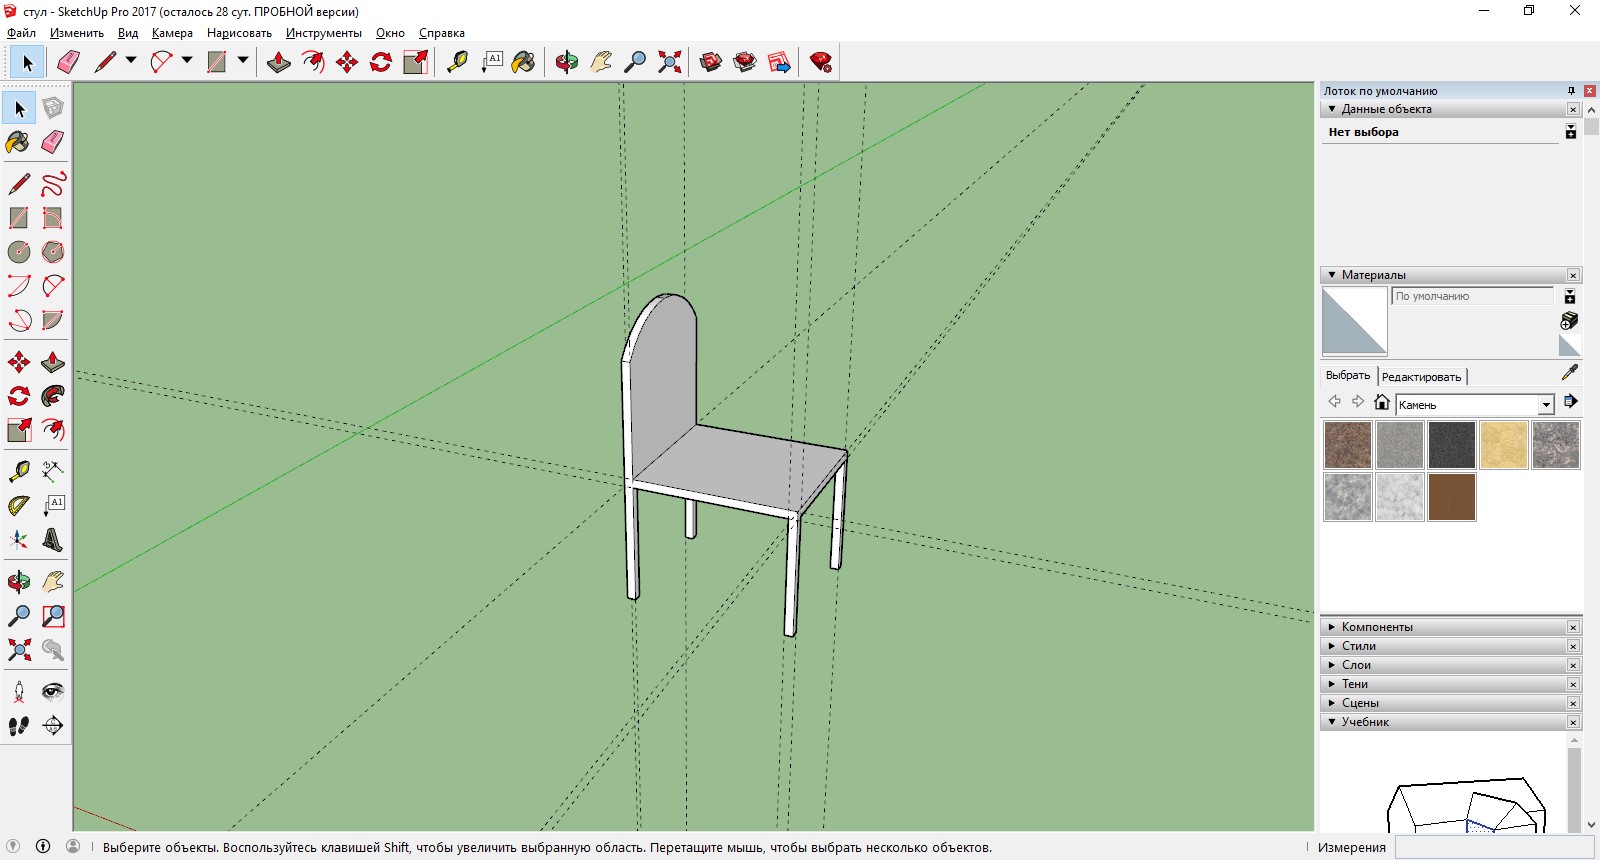 стул - SketchUp Pro 2017 (осталось 28 сут. ПРОБНОЙ версии)
Файл Изменить Вид Камера Нарисовать Инструменты Окно Справка
A1
Лоток по умолчанию
Данные объекта
Нет выбора
Материалы
По умолчанию
Выбрать Редактировать
Камень
A1
Компоненты
Стили
Слои
Тени
Сцены
Учебник
Выберите объекты. Воспользуйтесь клавишей Shift, чтобы увеличить выбранную область. Перетащите мышь, чтобы выбрать несколько объектов.
Измерения